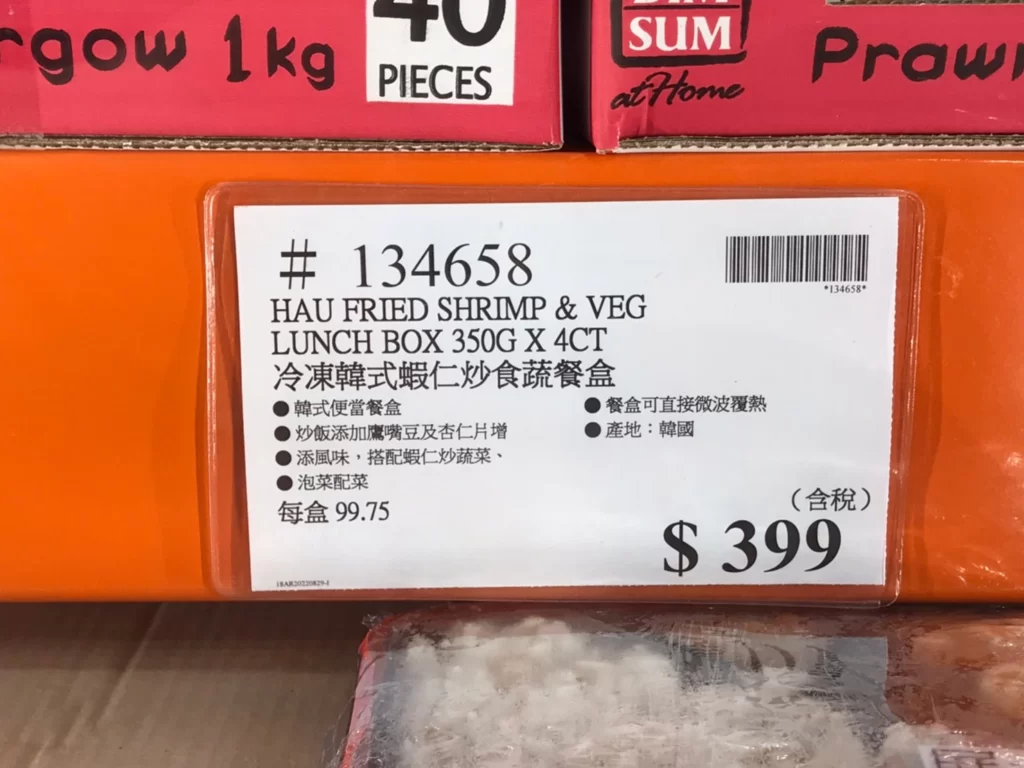 rgow 1kg
40
PIECES
DIM
SUM
at Home
Prawn
# 134658
*134658*
HAU FRIED SHRIMP & VEG
LUNCH BOX 350G X 4CT
冷凍韓式蝦仁炒食蔬餐盒
● 韓式便當餐盒
● 炒飯添加鷹嘴豆及杏仁片增
● 添風味，搭配蝦仁炒蔬菜、
● 泡菜配菜
● 餐盒可直接微波覆熱
● 產地：韓國
每盒 99.75
（含稅）
$ 399
18AR20220829-1